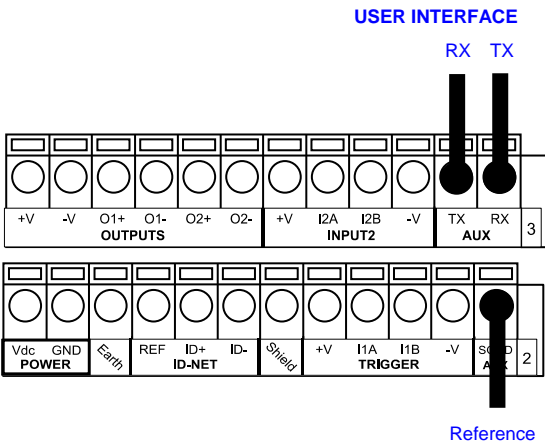 USER INTERFACE
RX TX
+V -V O1+ O1- O2+ O2- +V I2A I2B -V TX RX
OUTPUTS INPUT2 AUX 3
Vdc GND Earth REF ID+ ID- Shield +V I1A I1B -V
POWER ID-NET TRIGGER 2
Reference